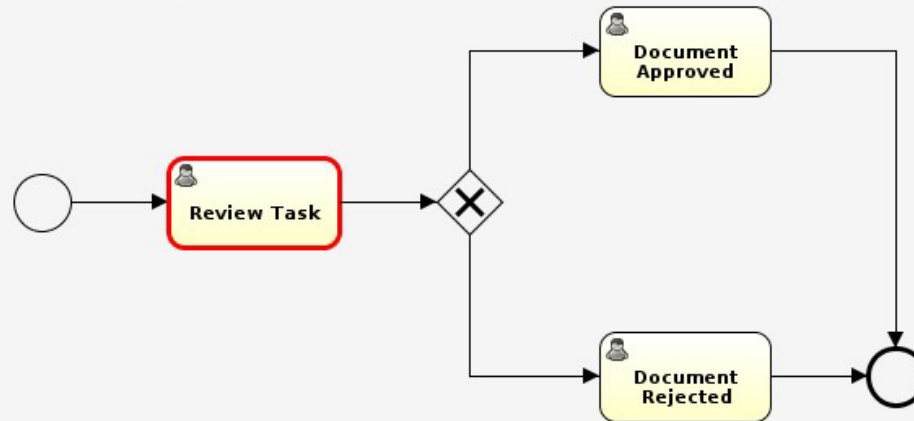 Document
Approved
Review Task
Document
Rejected